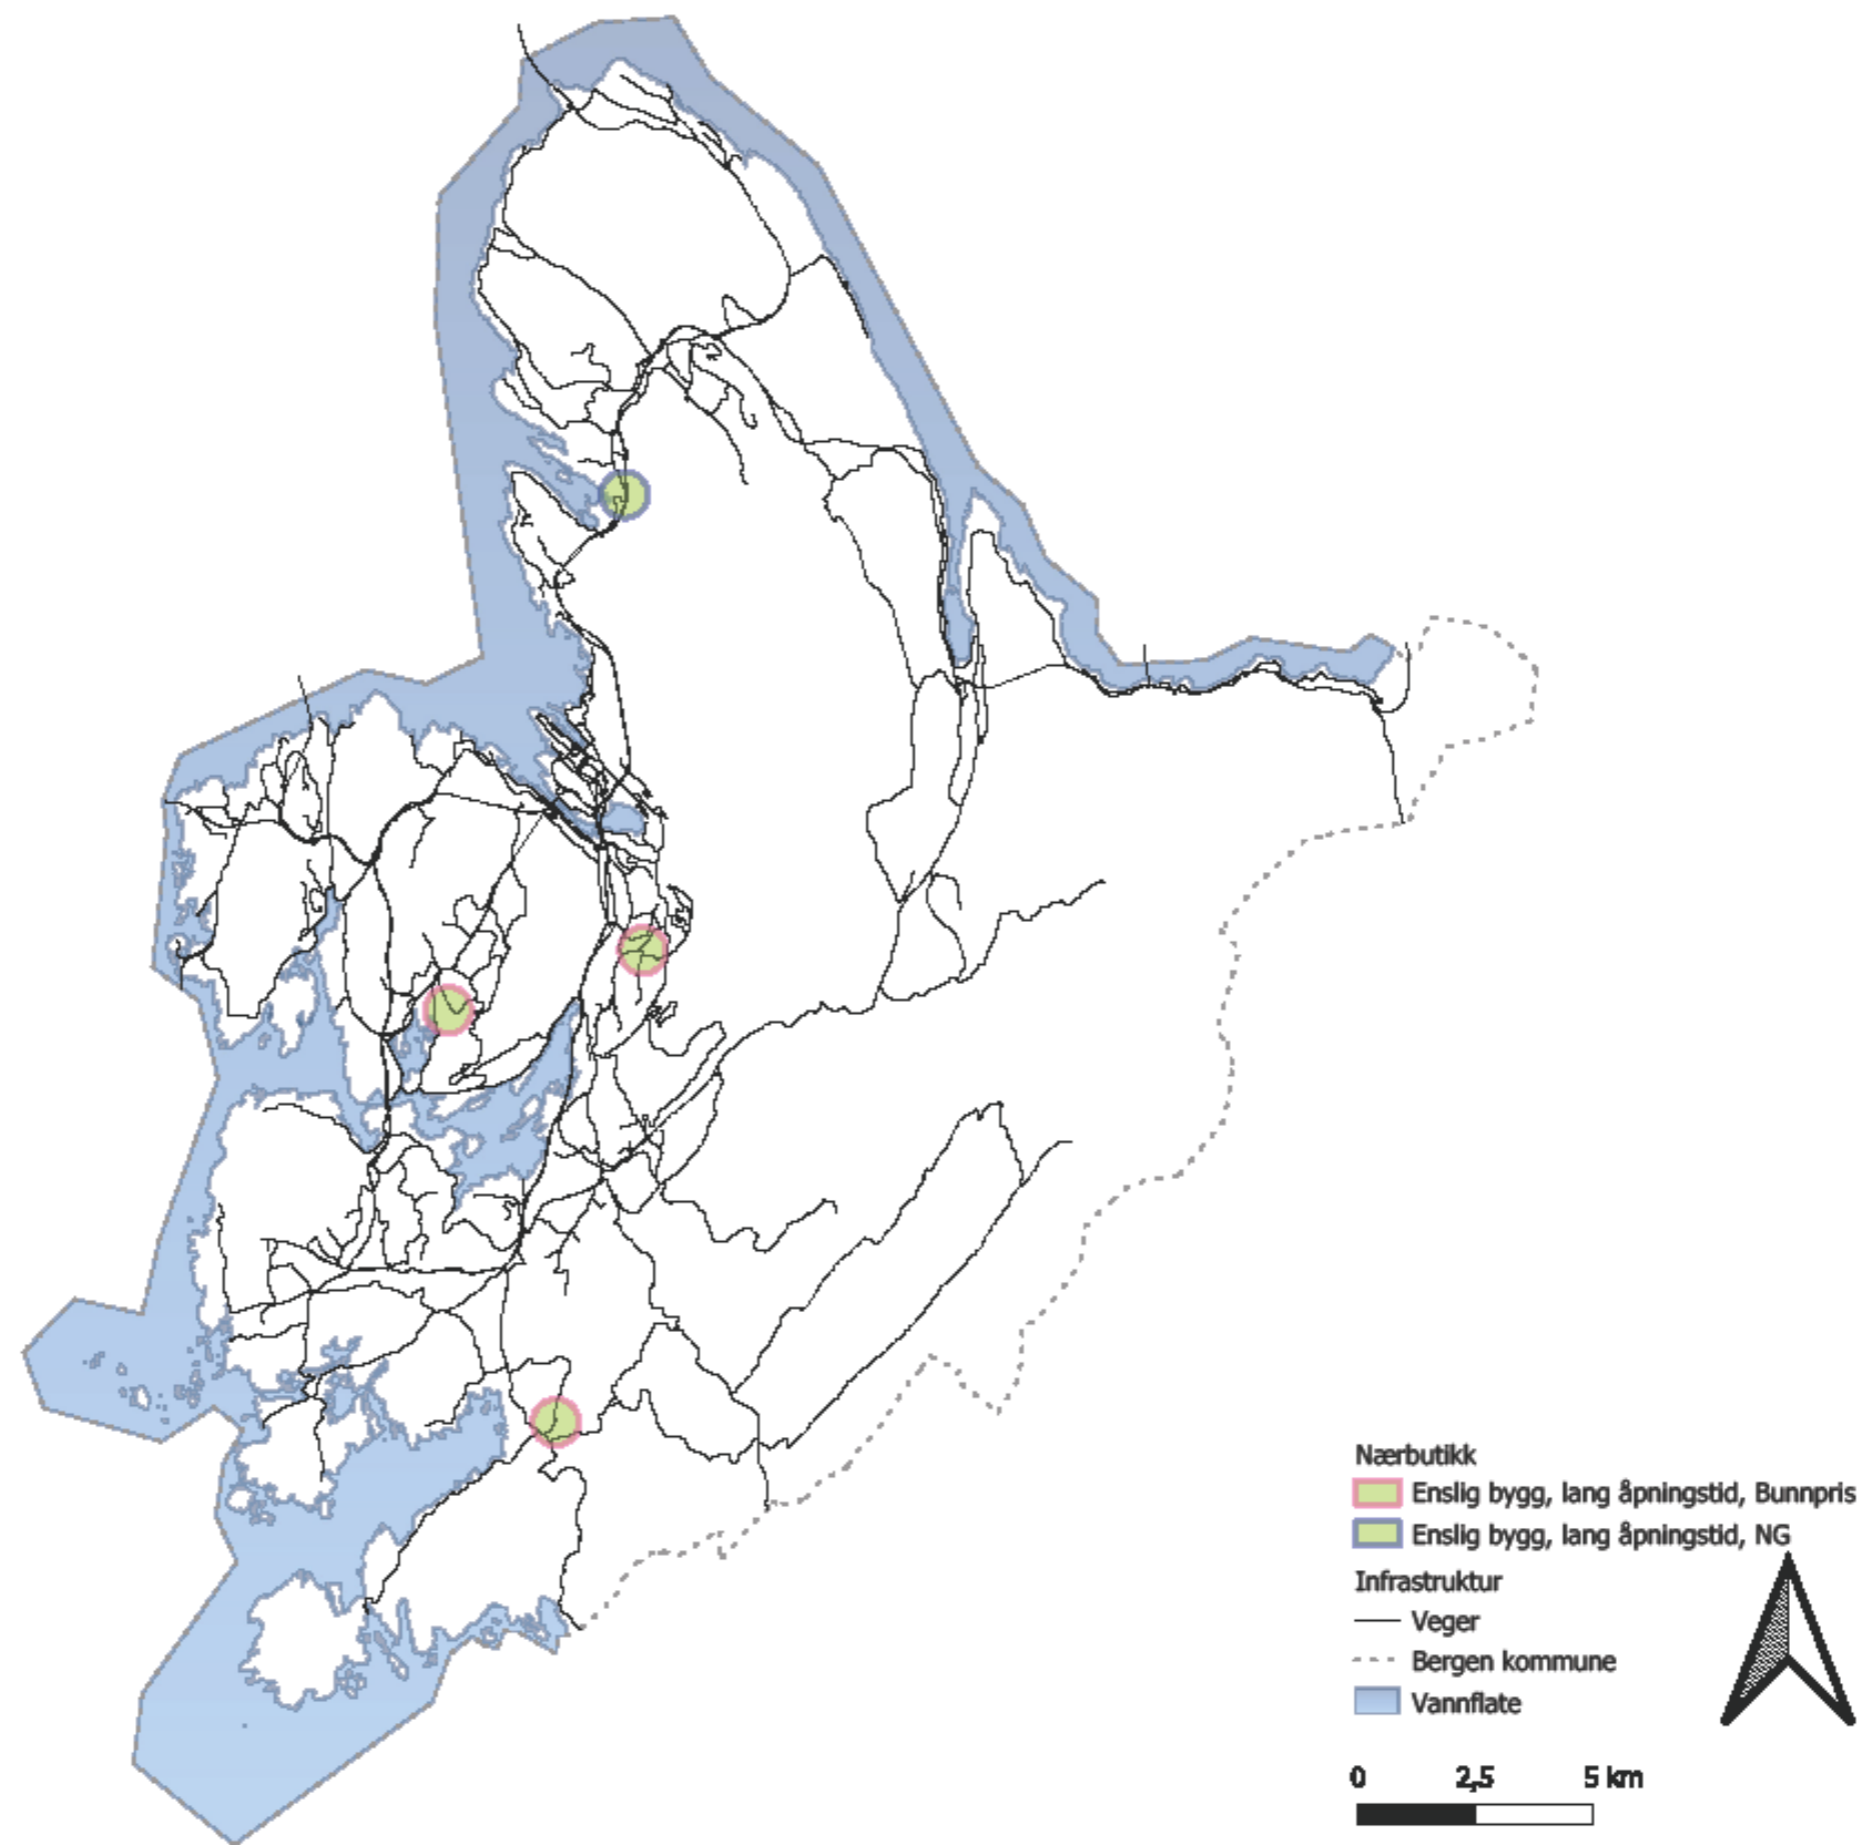 Nærbutikk
Enslig bygg, lang åpningstid, Bunnpris
Enslig bygg, lang åpningstid, NG
Infrastruktur
Veger
Bergen kommune
Vannflate
0 2,5 5 km